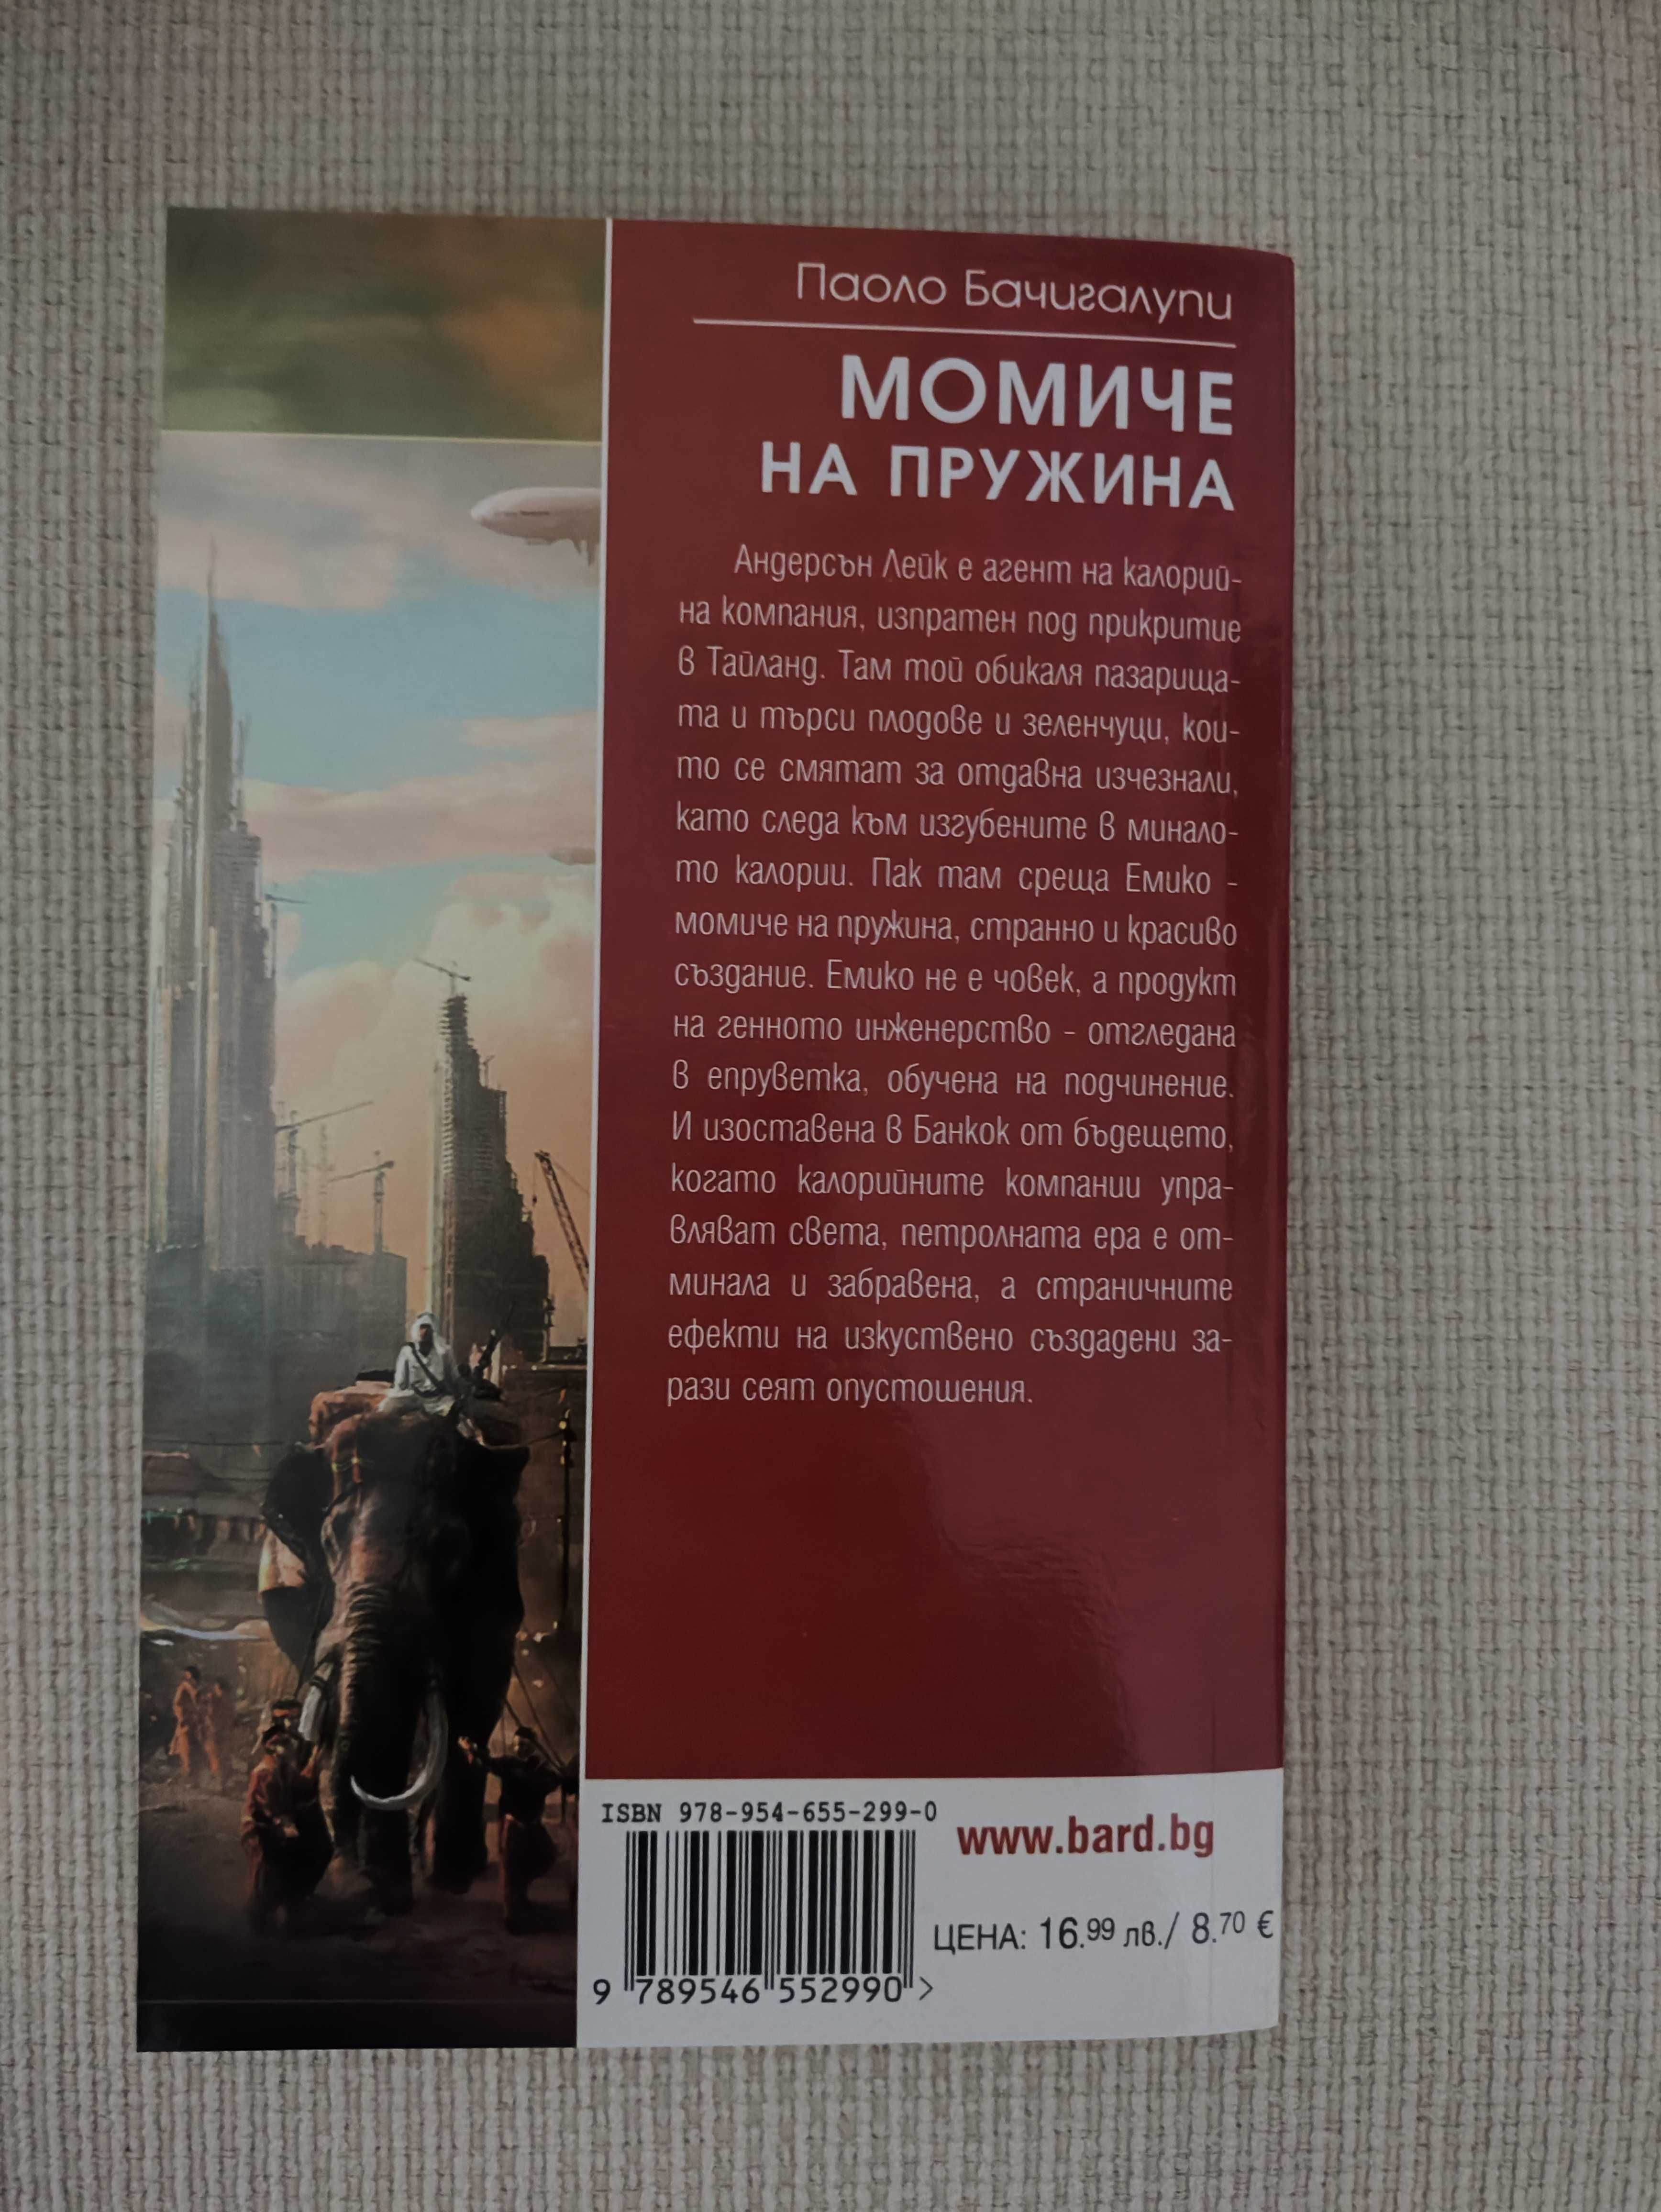 Паоло Бачигалупи
МОМИЧЕ
НА ПРУЖИНА
Андерсън Лейк е агент на калорий-
на компания, изпратен под прикритие
в Тайланд. Там той обикаля пазарища-
та и търси плодове и зеленчуци, кои-
то се смятат за отдавна изчезнали,
като следа към изгубените в минало-
то калории. Пак там среща Емико -
момиче на пружина, странно и красиво
създание. Емико не е човек, а продукт
на генното инженерство - отгледана
в епруветка, обучена на подчинение.
И изоставена в Банкок от бъдещето,
когато калорийните компании упра-
вляват света, петролната ера е от-
минала и забравена, а страничните
ефекти на изкуствено създадени за-
рази сеят опустошения.
ISBN 978-954-655-299-0
www.bard.bg
ЦЕНА: 16.99 лв./ 8.70 €
9 789546 552990 >